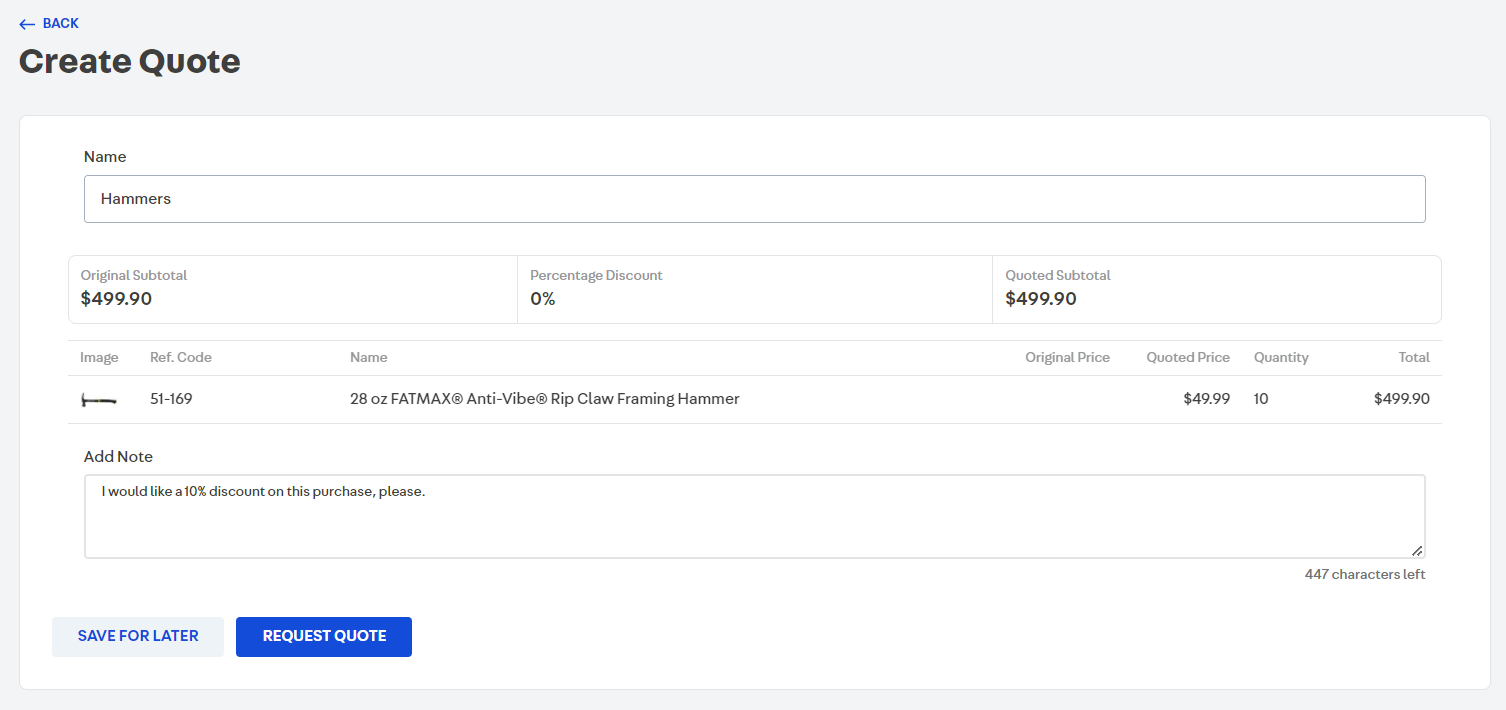 BACK
Create Quote
Name
Hammers
Original Subtotal Percentage Discount Quoted Subtotal
$499.90 0% $499.90
Image Ref. Code Name Original Price Quoted Price Quantity Total
51-169 28 oz FATMAX® Anti-Vibe® Rip Claw Framing Hammer $49.99 10 $499.90
Add Note
I would like a 10% discount on this purchase, please.
447 characters left
SAVE FOR LATER REQUEST QUOTE